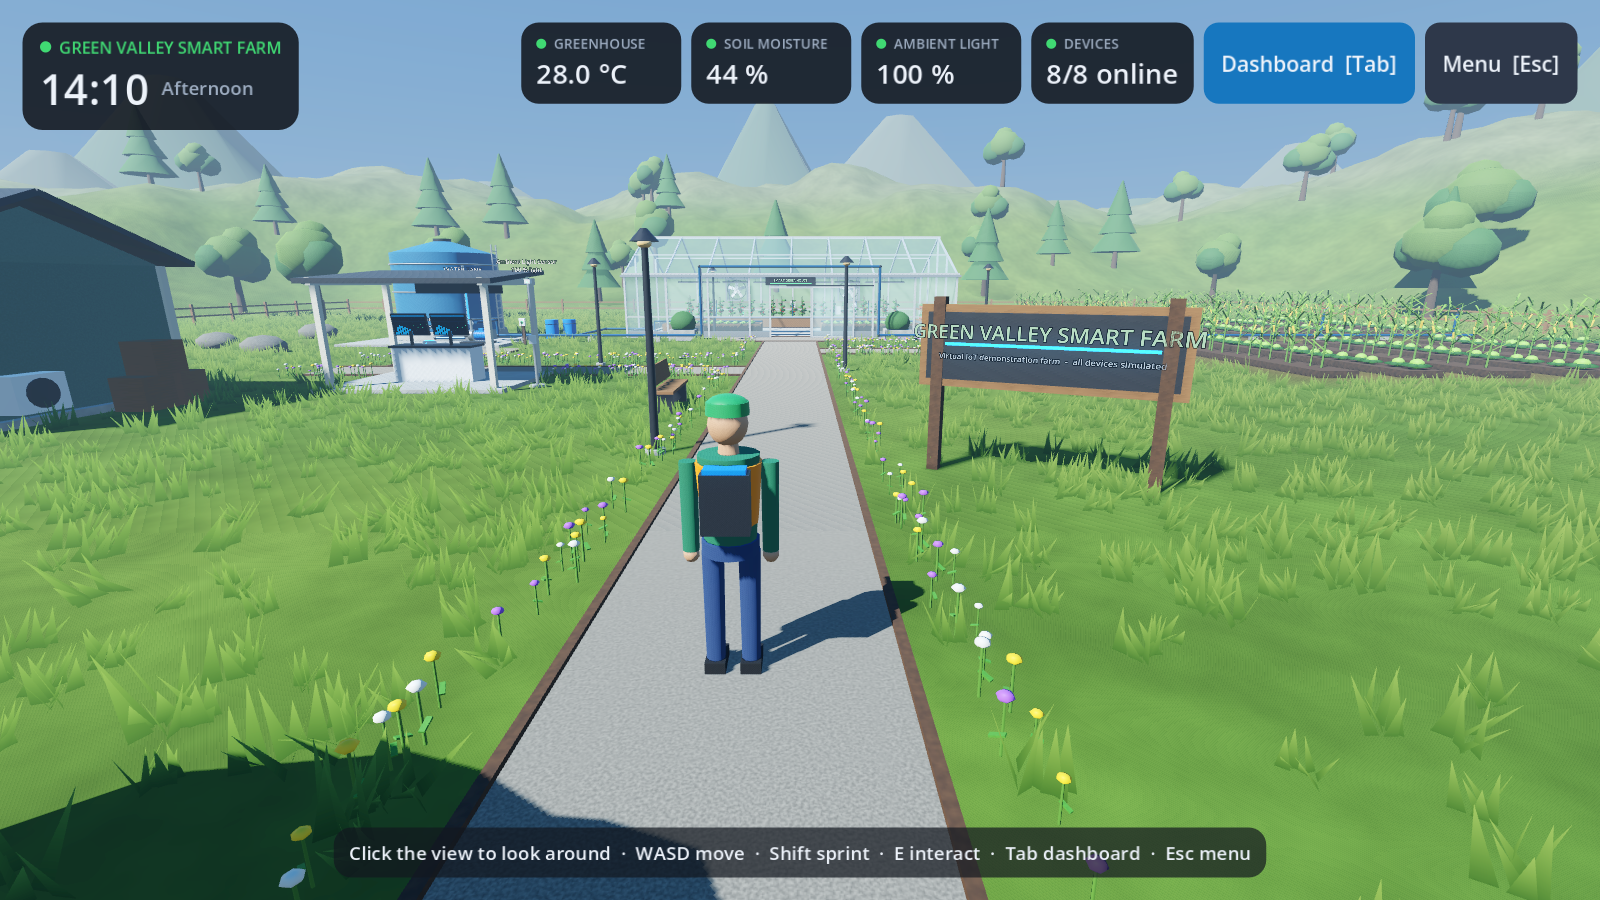 GREEN VALLEY SMART FARM
14:10 Afternoon
GREENHOUSE
28.0 °C
SOIL MOISTURE
44 %
AMBIENT LIGHT
100 %
DEVICES
8/8 online
Dashboard [Tab]
Menu [Esc]
GREEN VALLEY SMART FARM
Virtual IoT demonstration farm - all devices simulated
Click the view to look around · WASD move · Shift sprint · E interact · Tab dashboard · Esc menu